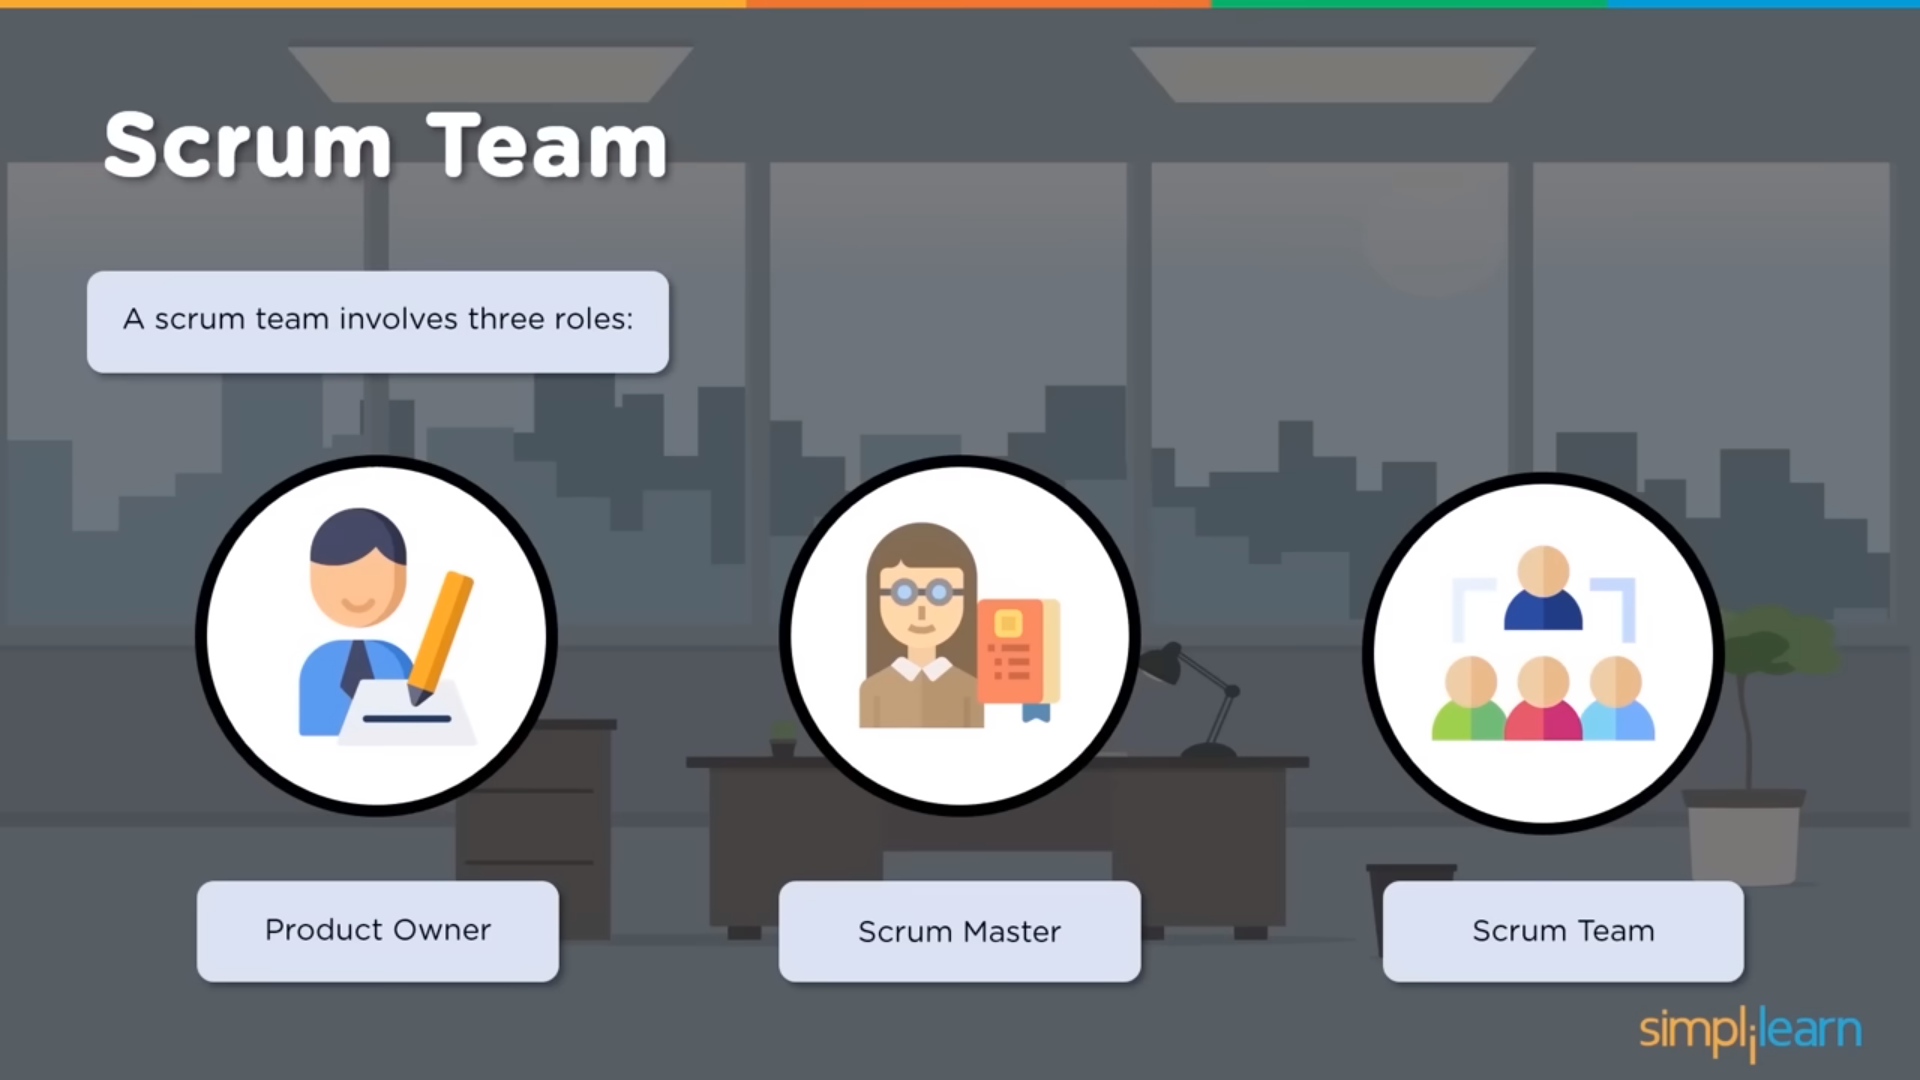 Scrum Team
A scrum team involves three roles:
Product Owner
Scrum Master
Scrum Team
simplilearn